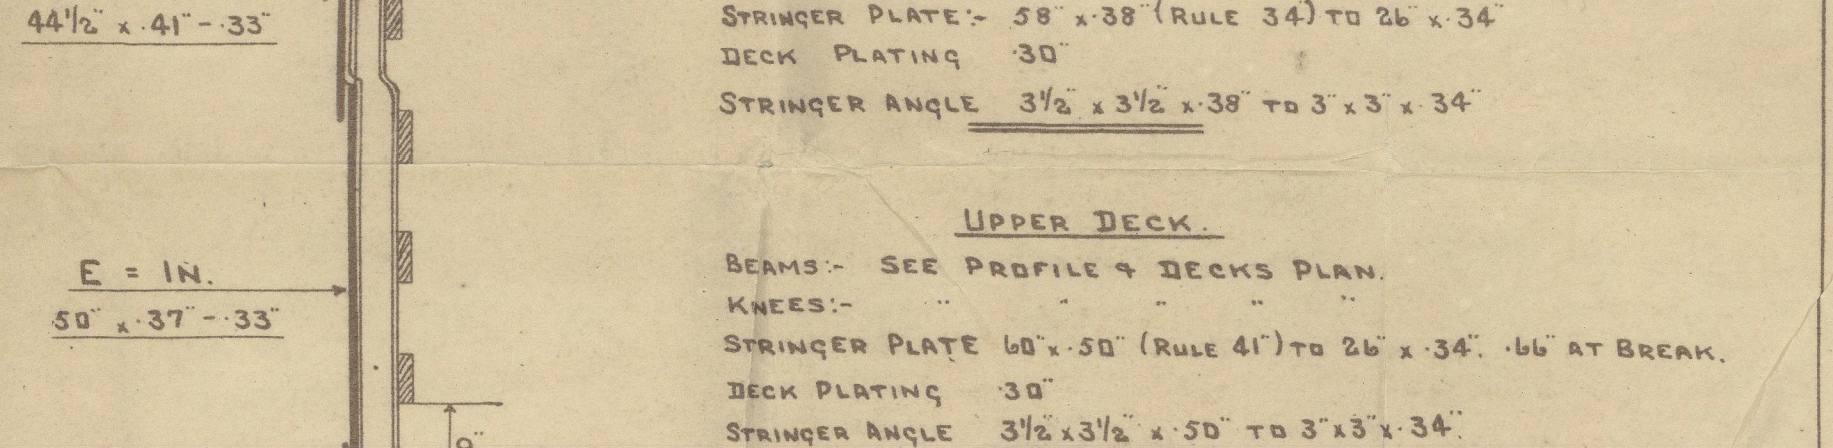 44½" x .41" - .33"
STRINGER PLATE:- 58" x .38" (RULE 34) TO 26" x .34"
DECK PLATING .30"
STRINGER ANGLE 3½" x 3½" x .38" TO 3" x 3" x .34"
UPPER DECK.
E = IN.
50" x .37" - .33"
BEAMS:- SEE PROFILE & DECKS PLAN.
KNEES:- " " " " "
STRINGER PLATE 60" x .50" (RULE 41") TO 26" x .34". .66" AT BREAK.
DECK PLATING .30"
STRINGER ANGLE 3½" x 3½" x .50" TO 3" x 3" x .34".